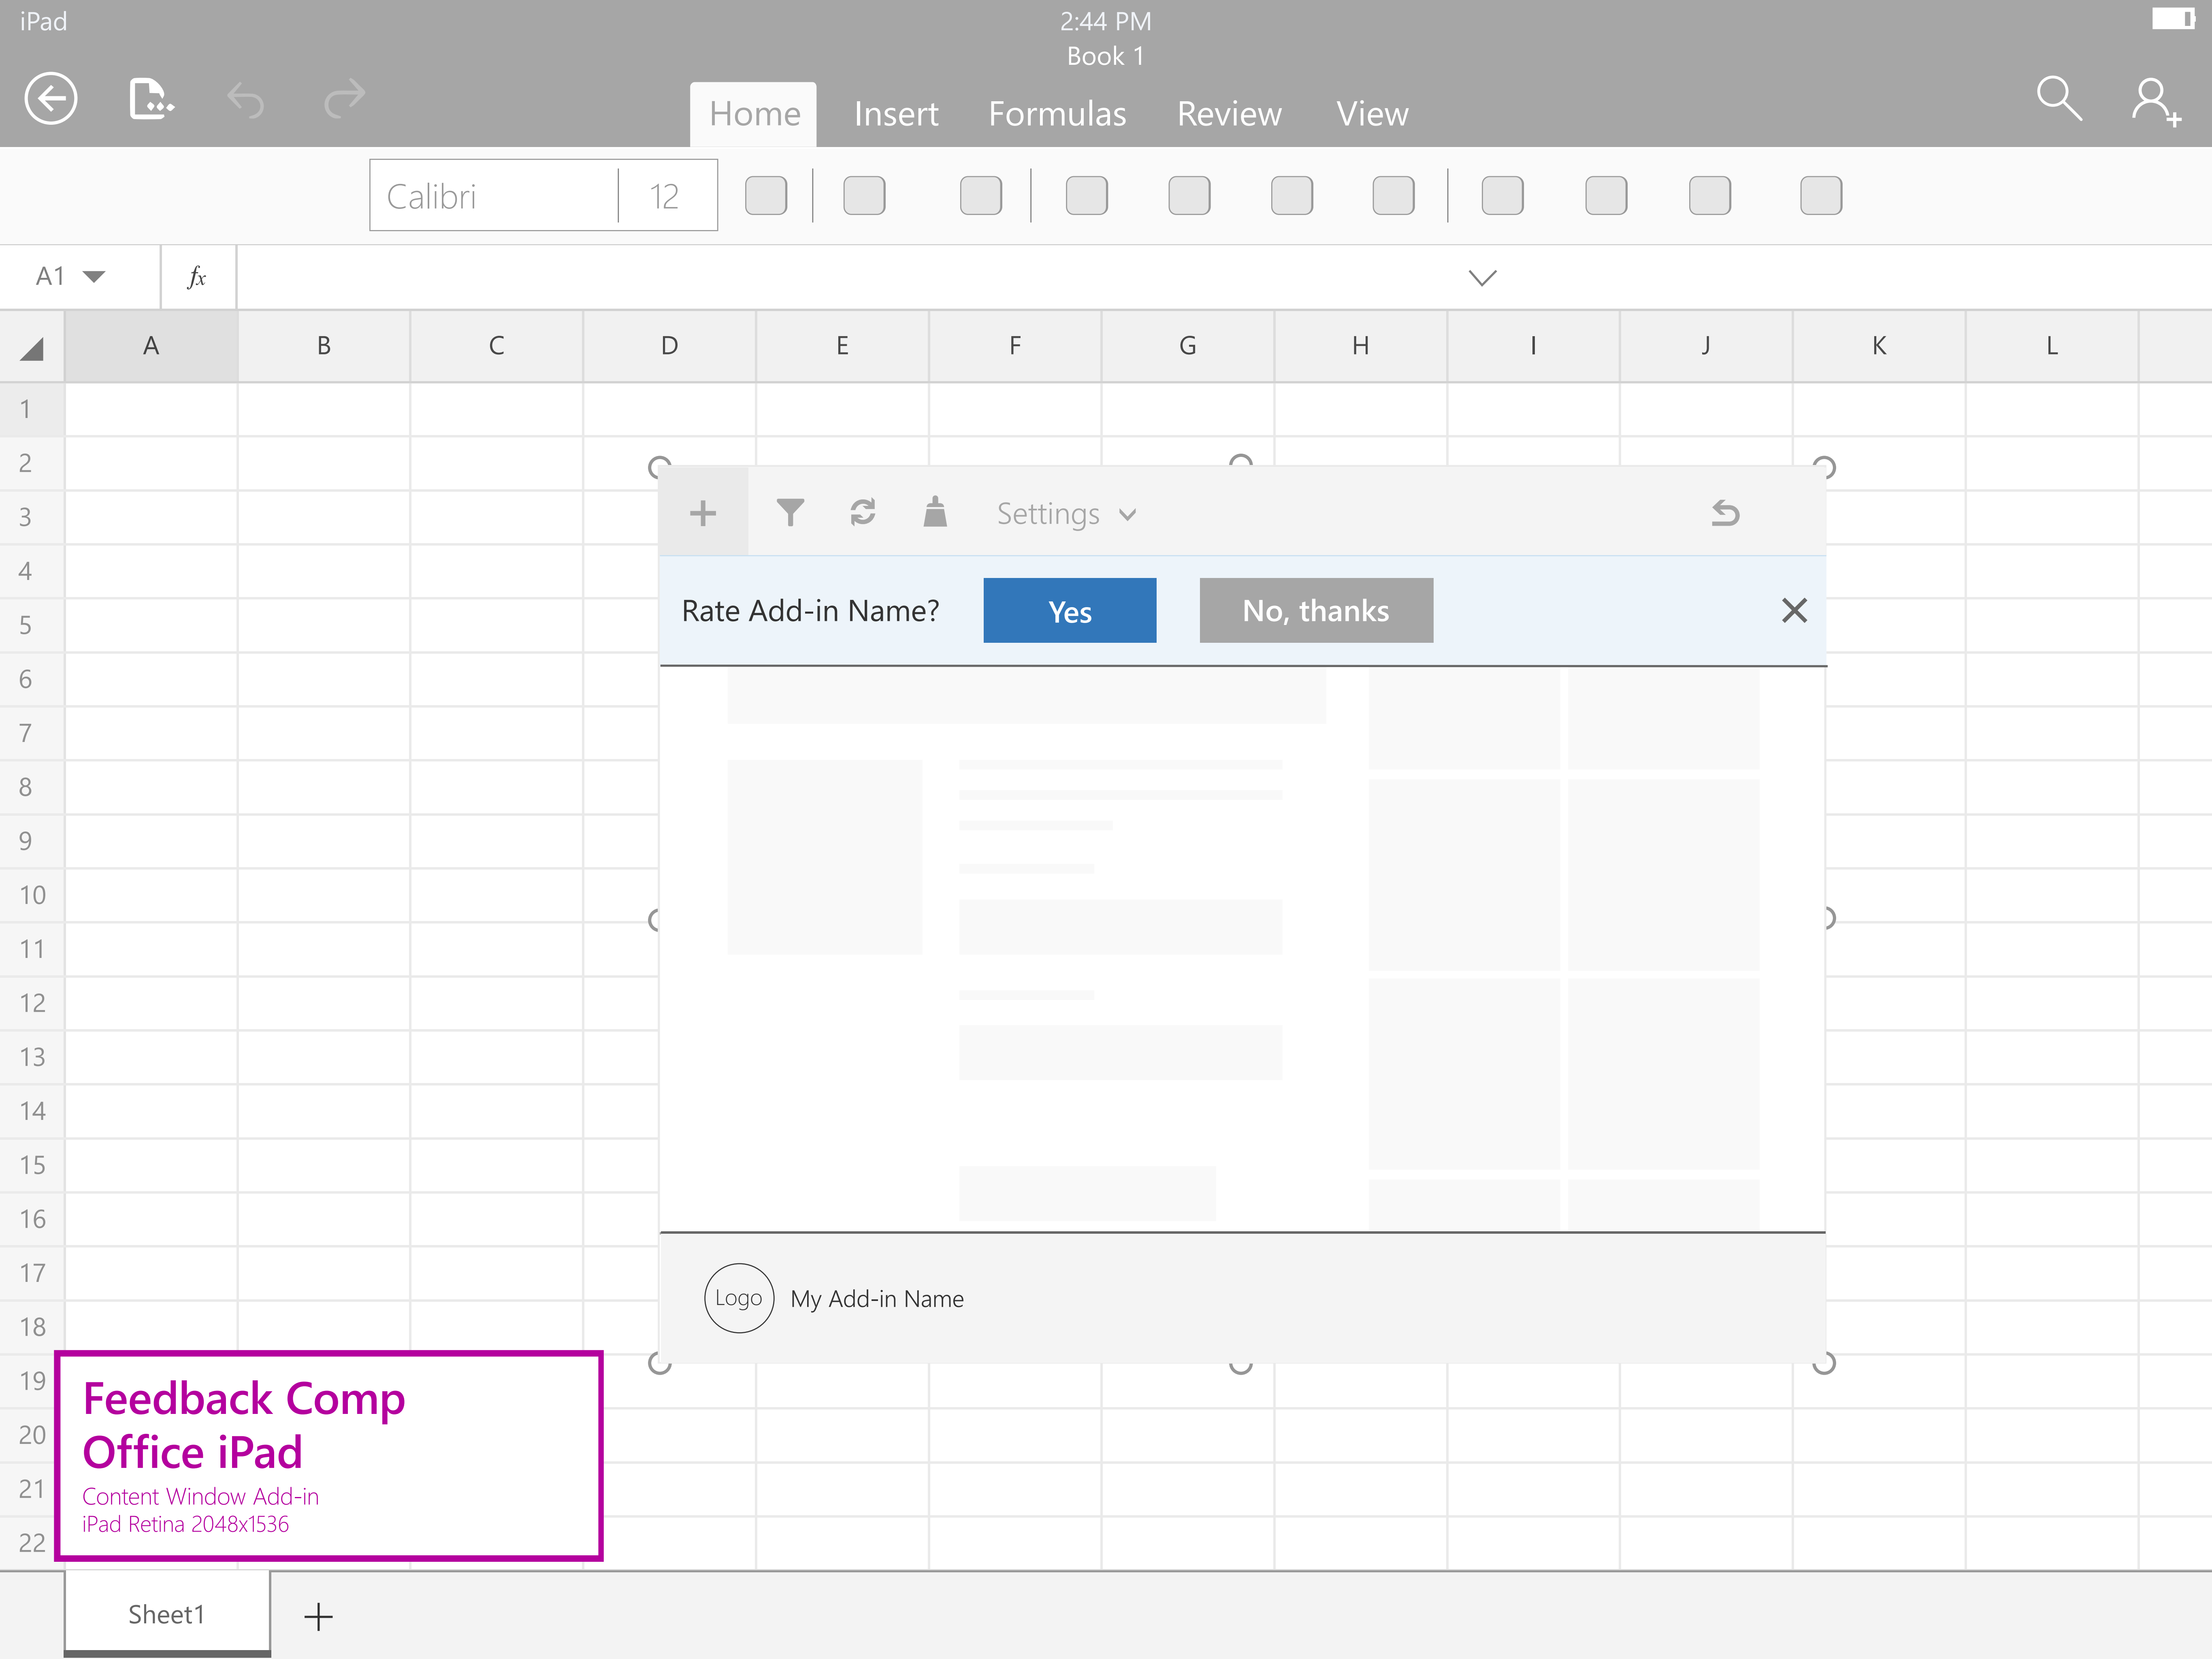 iPad
2:44 PM
Book 1
Home Insert Formulas Review View
Calibri 12
A1 fx
A B C D E F G H I J K L
1
2
3
Settings
4
5
Rate Add-in Name? Yes No, thanks
6
7
8
9
10
11
12
13
14
15
16
17
Logo My Add-in Name
18
19
20
21
22
Feedback Comp
Office iPad
Content Window Add-in
iPad Retina 2048x1536
Sheet1